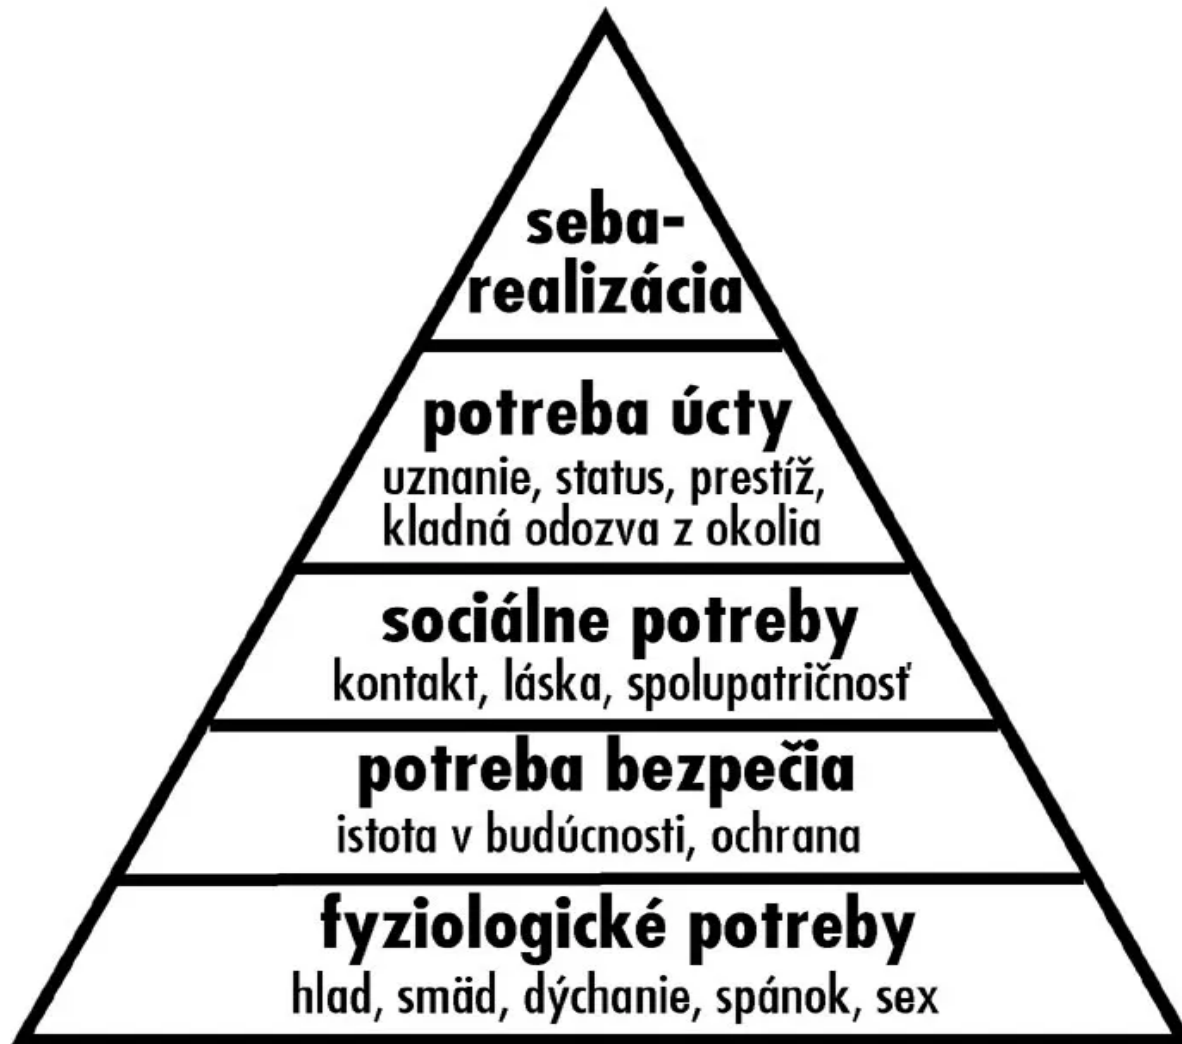 seba-
realizácia
potreba úcty
uznanie, status, prestíž,
kladná odozva z okolia
sociálne potreby
kontakt, láska, spolupatričnosť
potreba bezpečia
istota v budúcnosti, ochrana
fyziologické potreby
hlad, smäd, dýchanie, spánok, sex